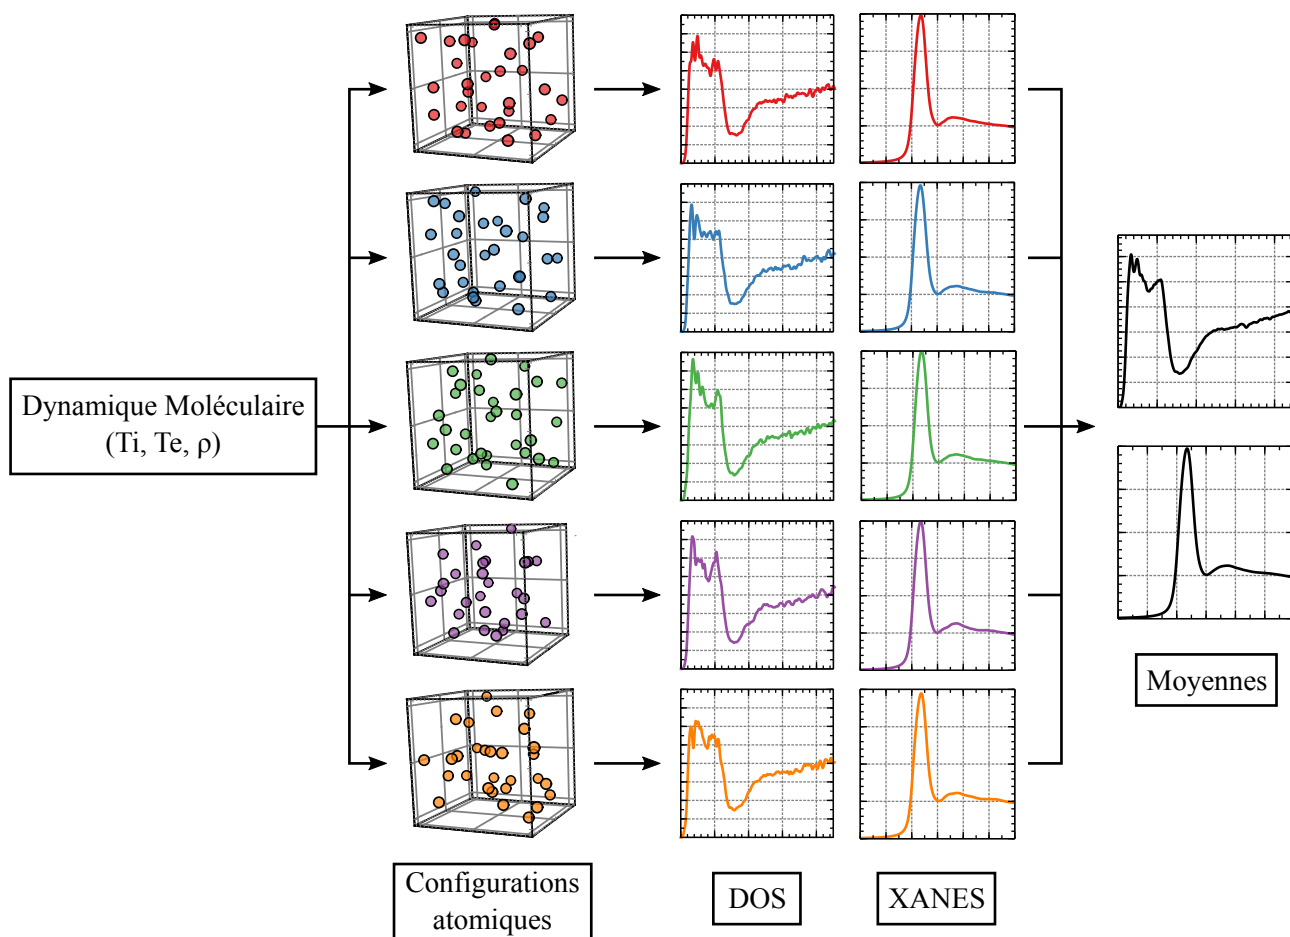 Dynamique Moléculaire
(Ti, Te, ρ)
Configurations
atomiques
DOS
XANES
Moyennes